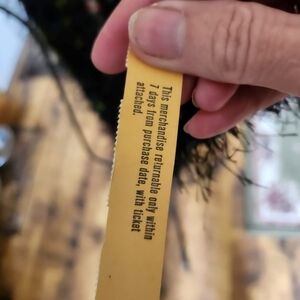 This merchandise returnable only within
7 days from purchase date, with ticket
attached.